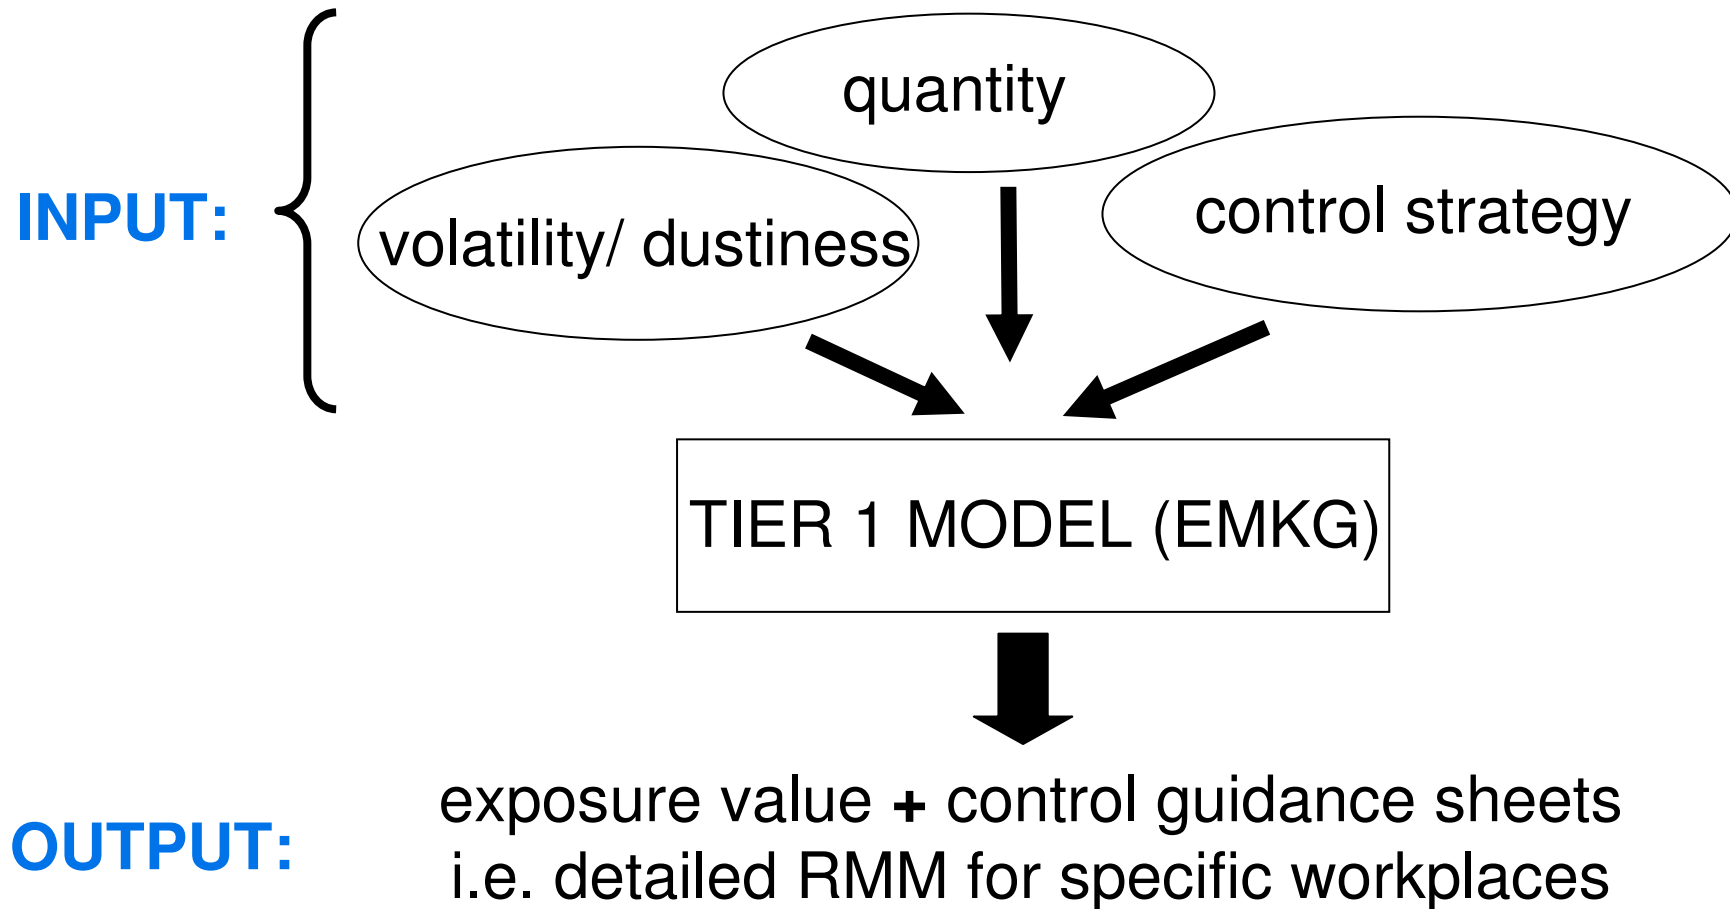 quantity
INPUT:
volatility/ dustiness
control strategy
TIER 1 MODEL (EMKG)
OUTPUT:
exposure value + control guidance sheets
i.e. detailed RMM for specific workplaces